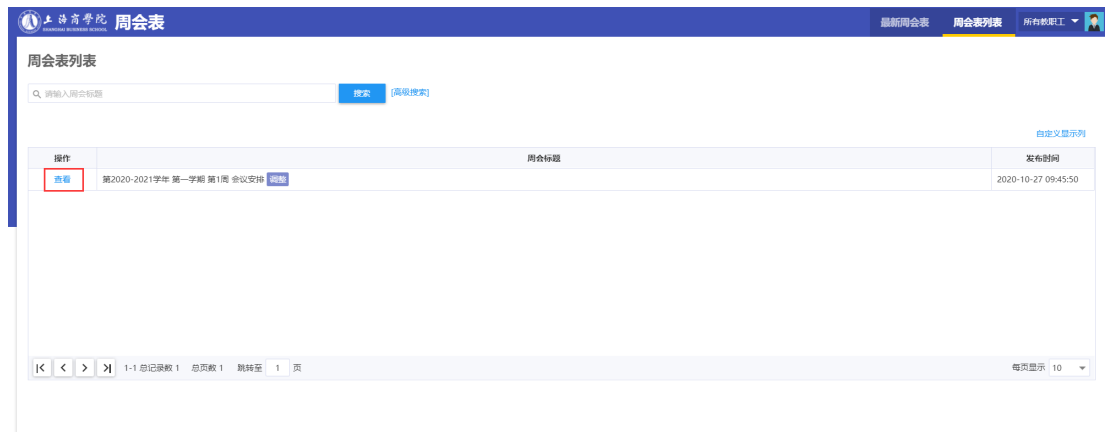 上海商学院 周会表 最新周会表 周会表列表 所有教职工
SHANGHAI BUSINESS SCHOOL
周会表列表
请输入周会标题 搜索 [高级搜索]
自定义显示列
操作 周会标题 发布时间
查看 第2020-2021学年 第一学期 第1周 会议安排 调整 2020-10-27 09:45:50
1-1 总记录数 1 总页数 1 跳转至 1 页 每页显示 10